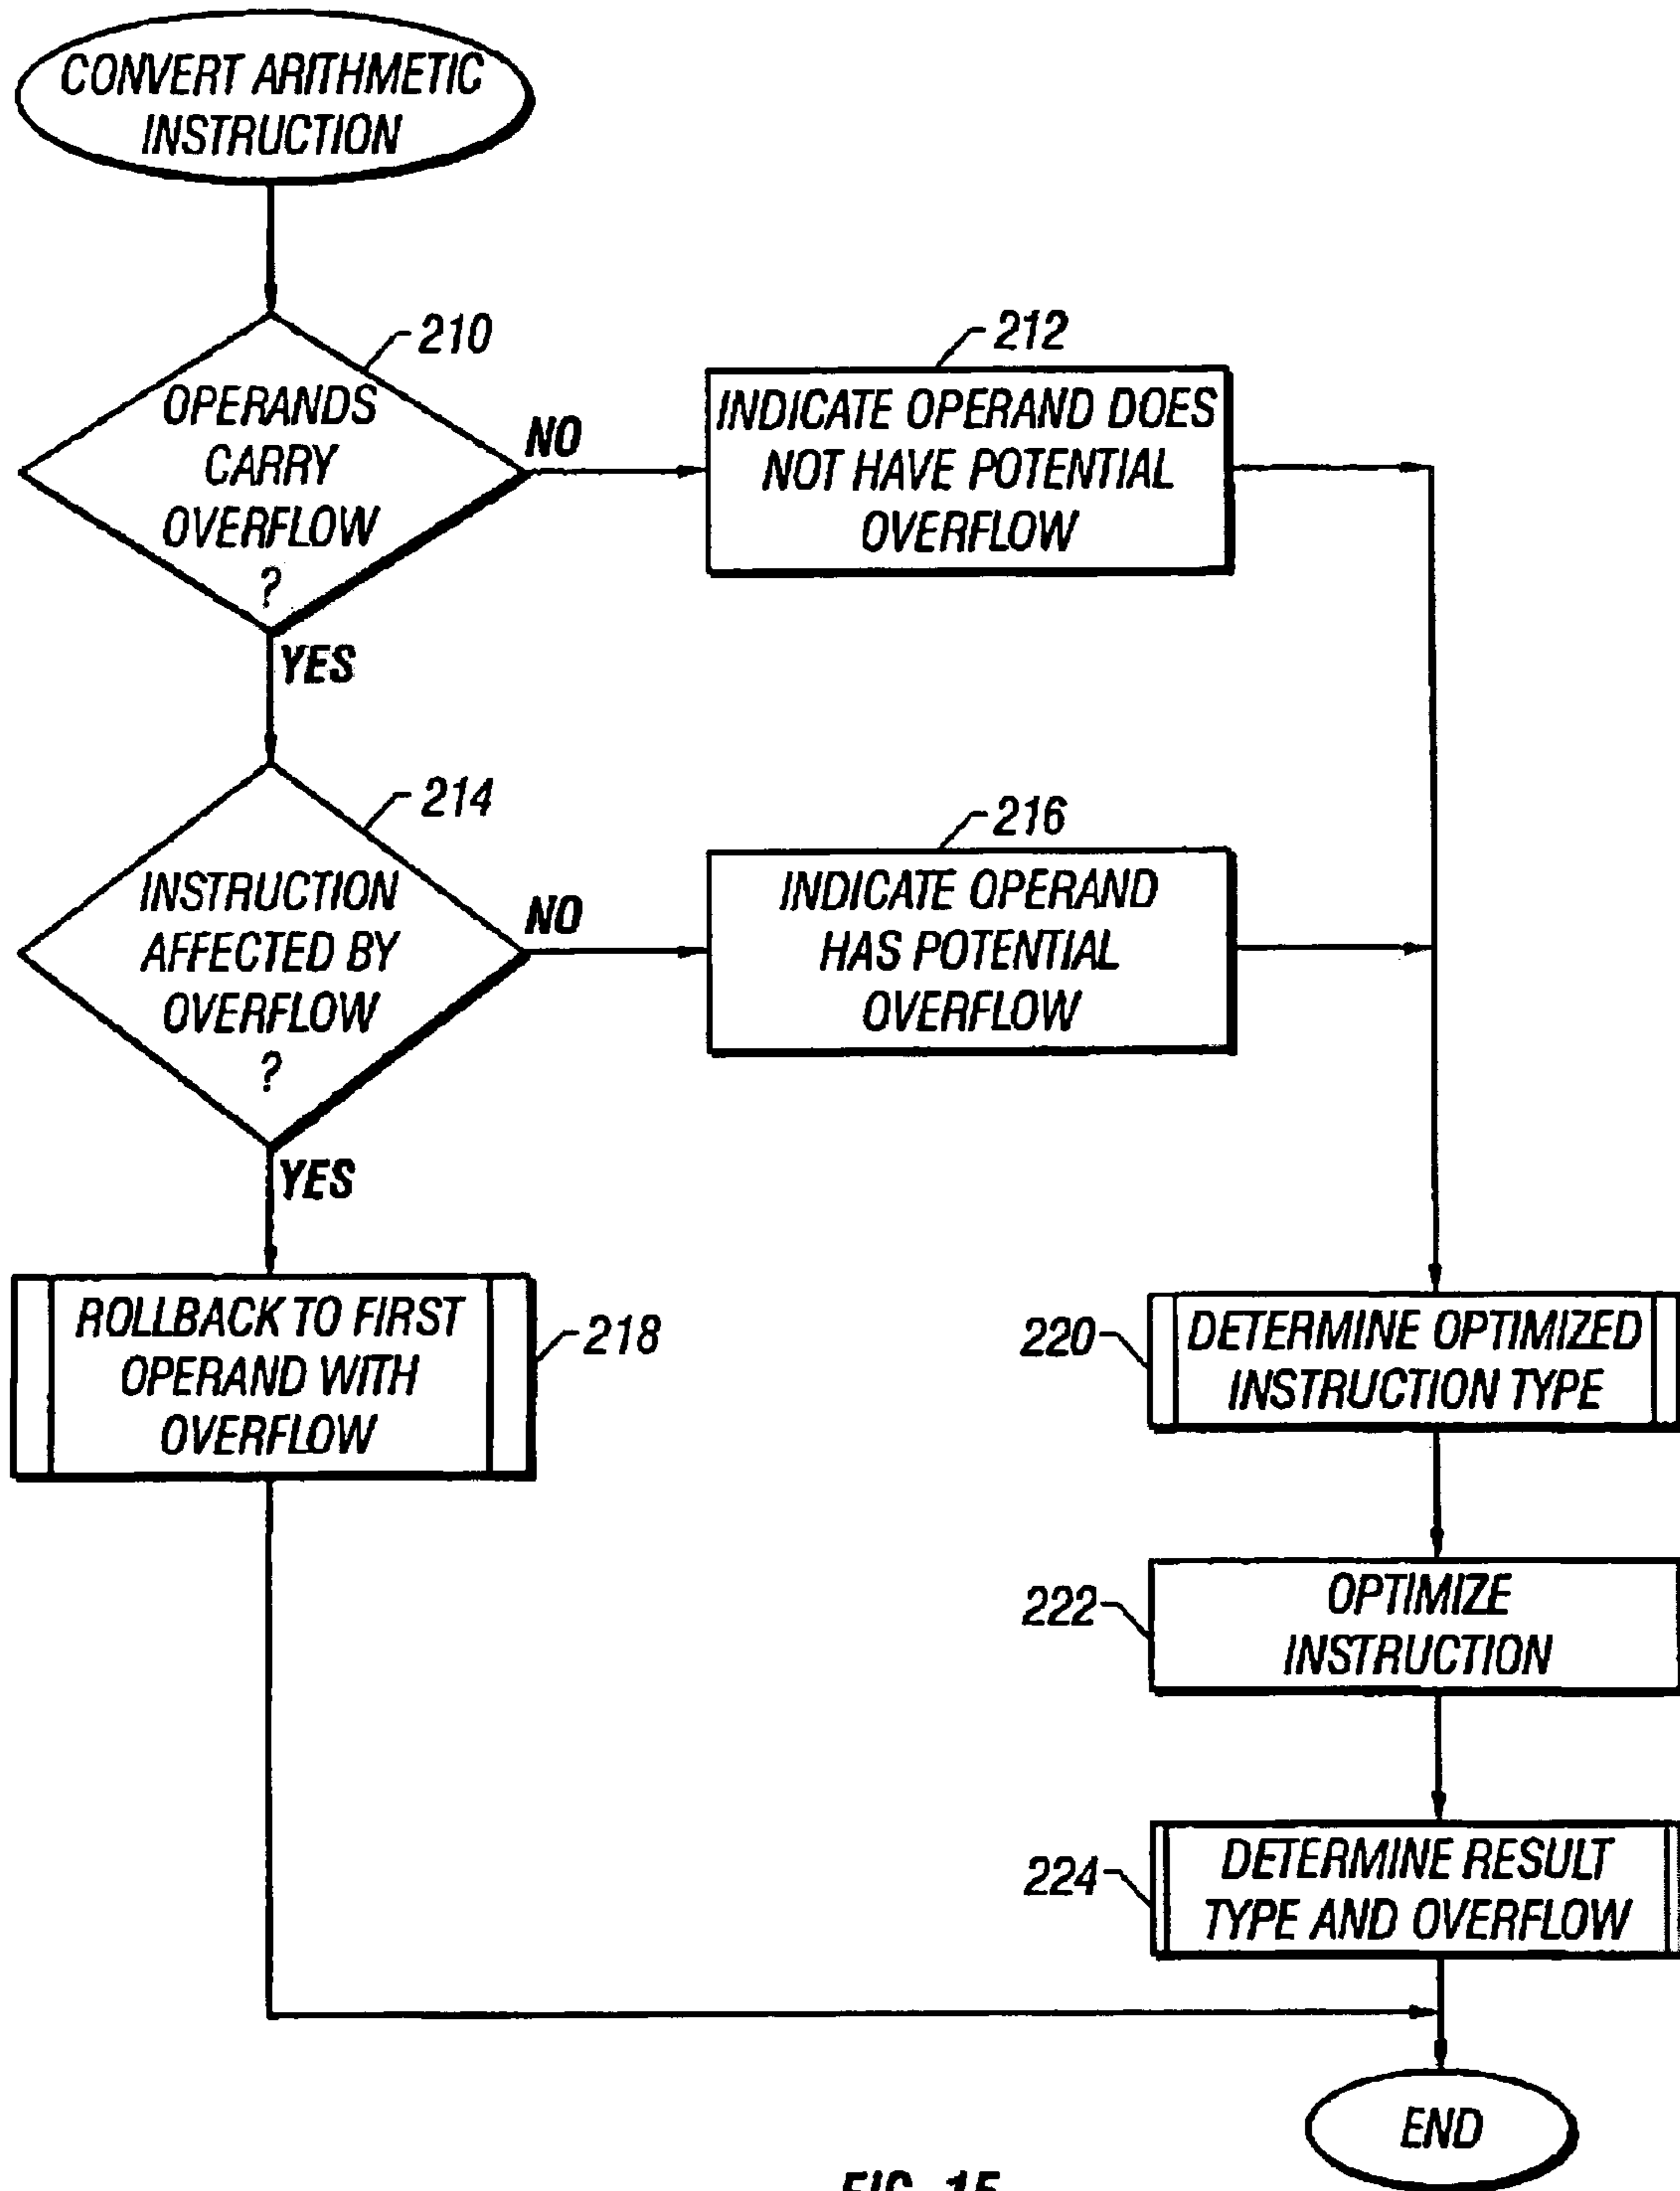 CONVERT ARITHMETIC
INSTRUCTION
210
OPERANDS
CARRY
OVERFLOW
?
NO
YES
212
INDICATE OPERAND DOES
NOT HAVE POTENTIAL
OVERFLOW
214
INSTRUCTION
AFFECTED BY
OVERFLOW
?
NO
YES
216
INDICATE OPERAND
HAS POTENTIAL
OVERFLOW
ROLLBACK TO FIRST
OPERAND WITH
OVERFLOW
218
220
DETERMINE OPTIMIZED
INSTRUCTION TYPE
222
OPTIMIZE
INSTRUCTION
224
DETERMINE RESULT
TYPE AND OVERFLOW
END
FIG. 15